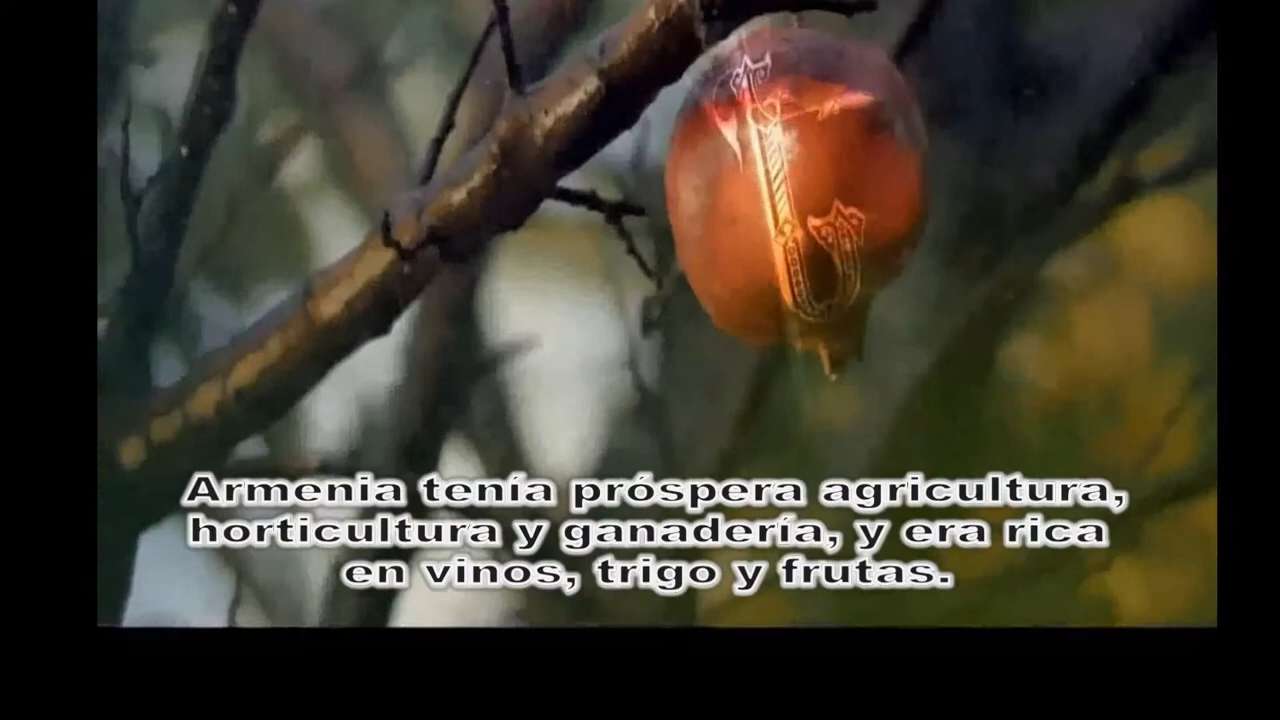 Armenia tenía próspera agricultura,
horticultura y ganadería, y era rica
en vinos, trigo y frutas.